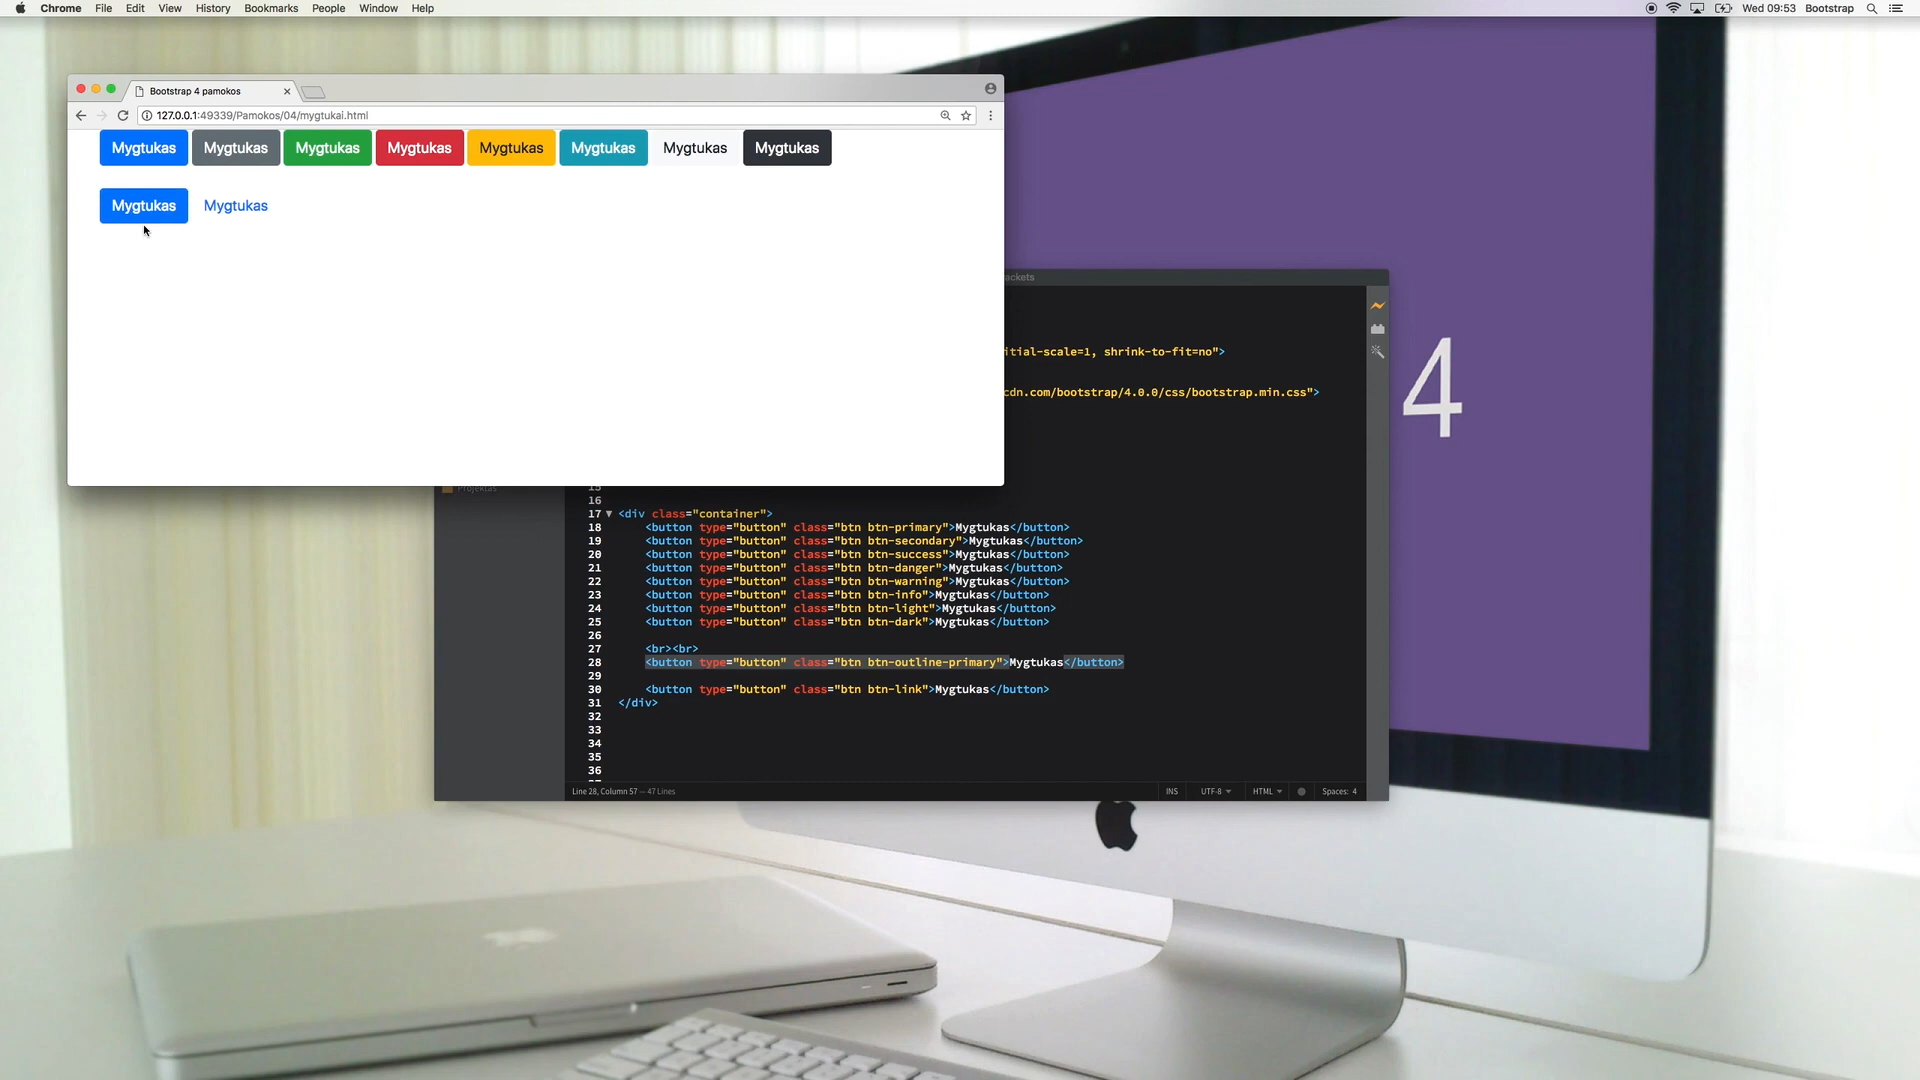 Chrome File Edit View History Bookmarks People Window Help
Wed 09:53 Bootstrap
Bootstrap 4 pamokos
127.0.0.1:49339/Pamokos/04/mygtukai.html
Mygtukas Mygtukas Mygtukas Mygtukas Mygtukas Mygtukas Mygtukas Mygtukas
Mygtukas Mygtukas
ackets
itial-scale=1, shrink-to-fit=no">
cdn.com/bootstrap/4.0.0/css/bootstrap.min.css">
4
Projektas
15
16
17 <div class="container">
18 <button type="button" class="btn btn-primary">Mygtukas</button>
19 <button type="button" class="btn btn-secondary">Mygtukas</button>
20 <button type="button" class="btn btn-success">Mygtukas</button>
21 <button type="button" class="btn btn-danger">Mygtukas</button>
22 <button type="button" class="btn btn-warning">Mygtukas</button>
23 <button type="button" class="btn btn-info">Mygtukas</button>
24 <button type="button" class="btn btn-light">Mygtukas</button>
25 <button type="button" class="btn btn-dark">Mygtukas</button>
26
27 <br><br>
28 <button type="button" class="btn btn-outline-primary">Mygtukas</button>
29
30 <button type="button" class="btn btn-link">Mygtukas</button>
31 </div>
32
33
34
35
36
Line 28, Column 57 — 47 Lines
INS UTF-8 HTML Spaces: 4